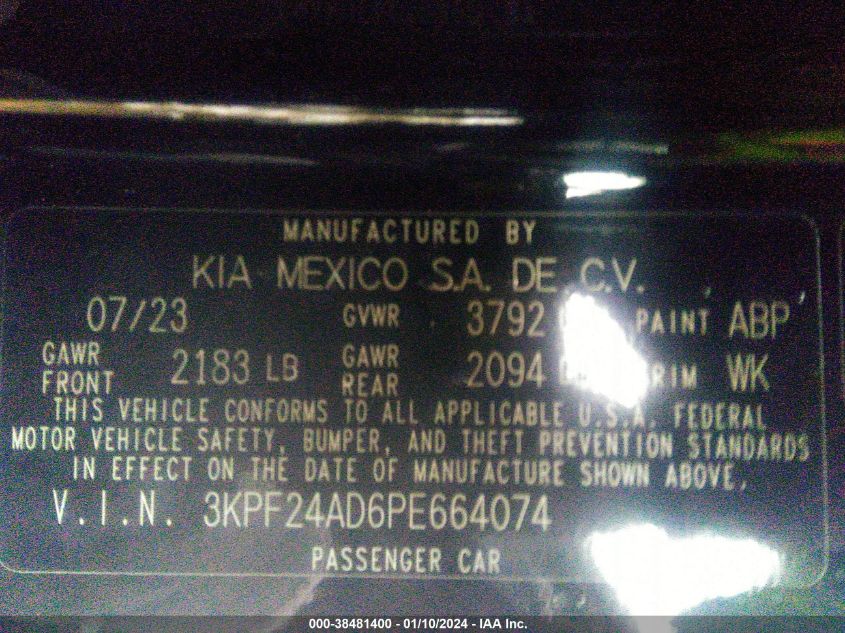 MANUFACTURED BY
KIA MEXICO S.A. DE C.V.
07/23 GVWR 3792 PAINT ABP
GAWR FRONT 2183 LB GAWR REAR 2094 WK
THIS VEHICLE CONFORMS TO ALL APPLICABLE U.S.A. FEDERAL
MOTOR VEHICLE SAFETY, BUMPER, AND THEFT PREVENTION STANDARDS
IN EFFECT ON THE DATE OF MANUFACTURE SHOWN ABOVE.
V.I.N. 3KPF24AD6PE664074
PASSENGER CAR
000-38481400 - 01/10/2024 - IAA Inc.